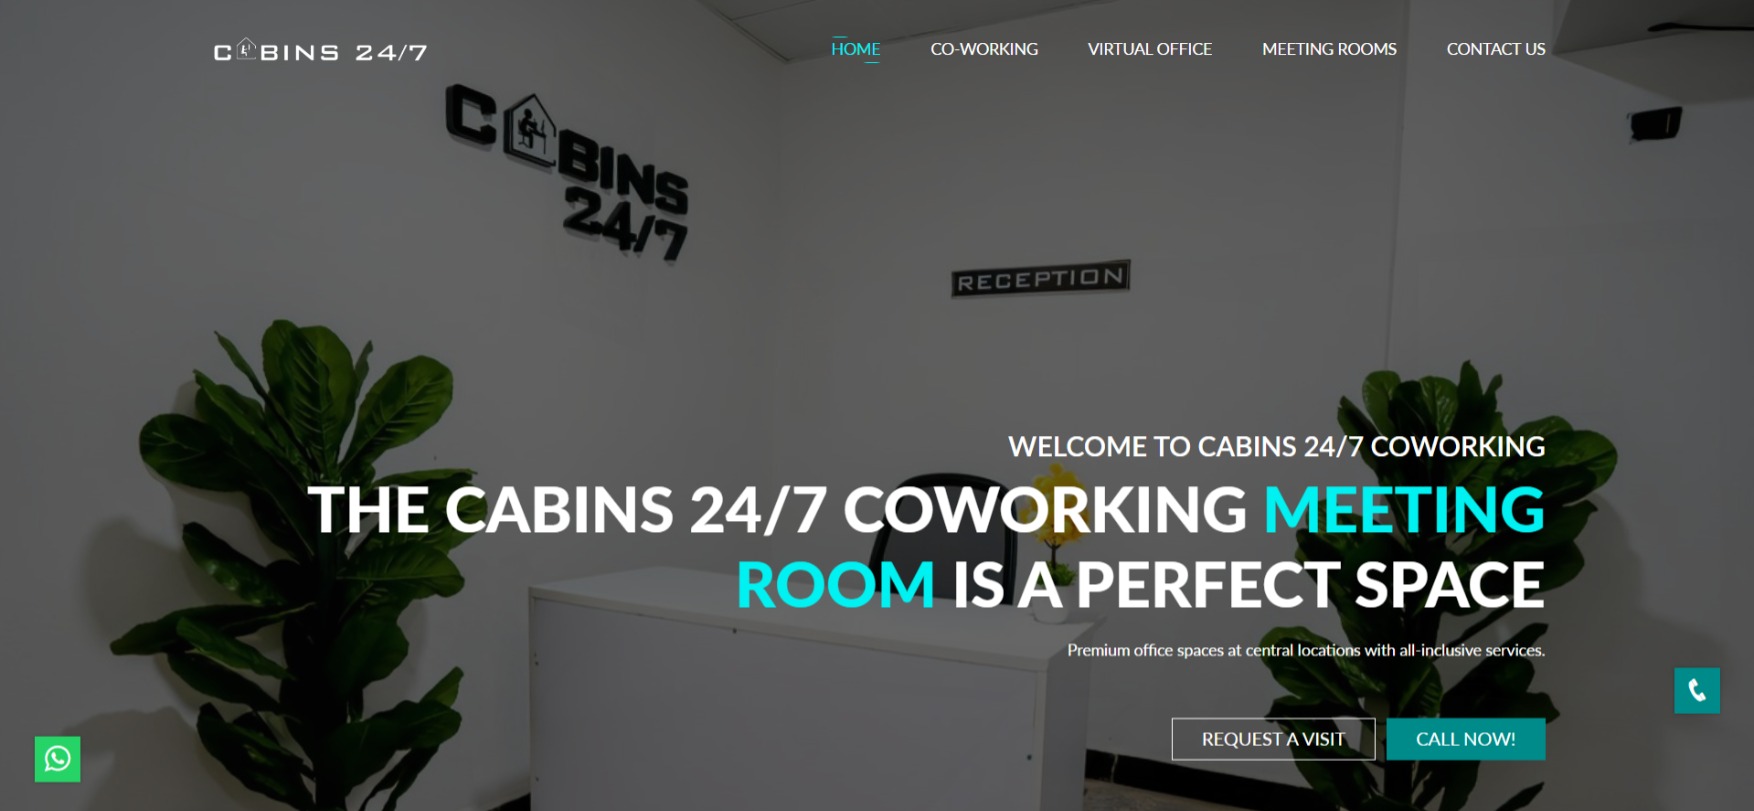 CABINS 24/7
HOME
CO-WORKING
VIRTUAL OFFICE
MEETING ROOMS
CONTACT US
CABINS
24/7
RECEPTION
WELCOME TO CABINS 24/7 COWORKING
THE CABINS 24/7 COWORKING MEETING
ROOM IS A PERFECT SPACE
Premium office spaces at central locations with all-inclusive services.
REQUEST A VISIT
CALL NOW!